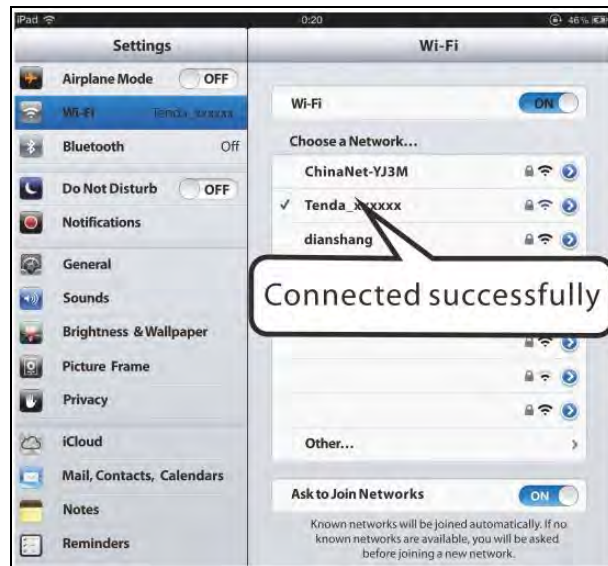 iPad 0:20 46%
Settings
Airplane Mode OFF
Wi-Fi Tenda_xxxxxx
Bluetooth Off
Do Not Disturb OFF
Notifications
General
Sounds
Brightness & Wallpaper
Picture Frame
Privacy
iCloud
Mail, Contacts, Calendars
Notes
Reminders
Wi-Fi
Wi-Fi ON
Choose a Network...
ChinaNet-YJ3M
✓ Tenda_xxxxxx
dianshang
Connected successfully
Other...
Ask to Join Networks ON
Known networks will be joined automatically. If no
known networks are available, you will be asked
before joining a new network.